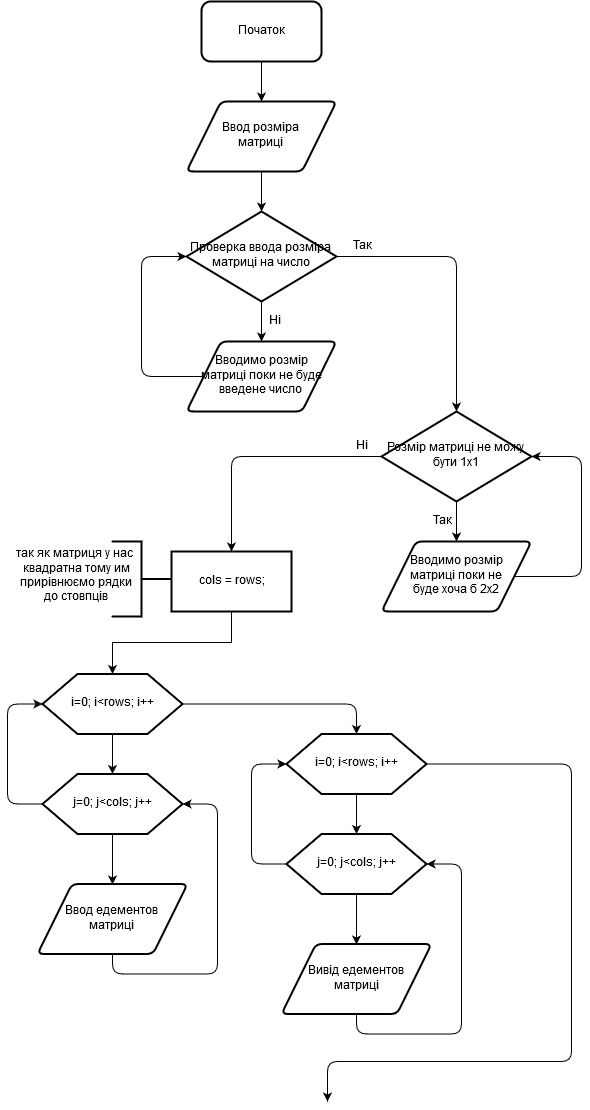 Початок
Ввод розміра
матриці
Проверка ввода розміра
матриці на число
Так
Ні
Вводимо розмір
матриці поки не буде
введене число
Ні
Розмір матриці не можу
бути 1х1
Так
Вводимо розмір
матриці поки не
буде хоча б 2х2
так як матриця у нас
квадратна тому им
прирівнюємо рядки
до стовпців
cols = rows;
i=0; i<rows; i++
j=0; j<cols; j++
Ввод едементов
матриці
i=0; i<rows; i++
j=0; j<cols; j++
Вивід едементов
матриці